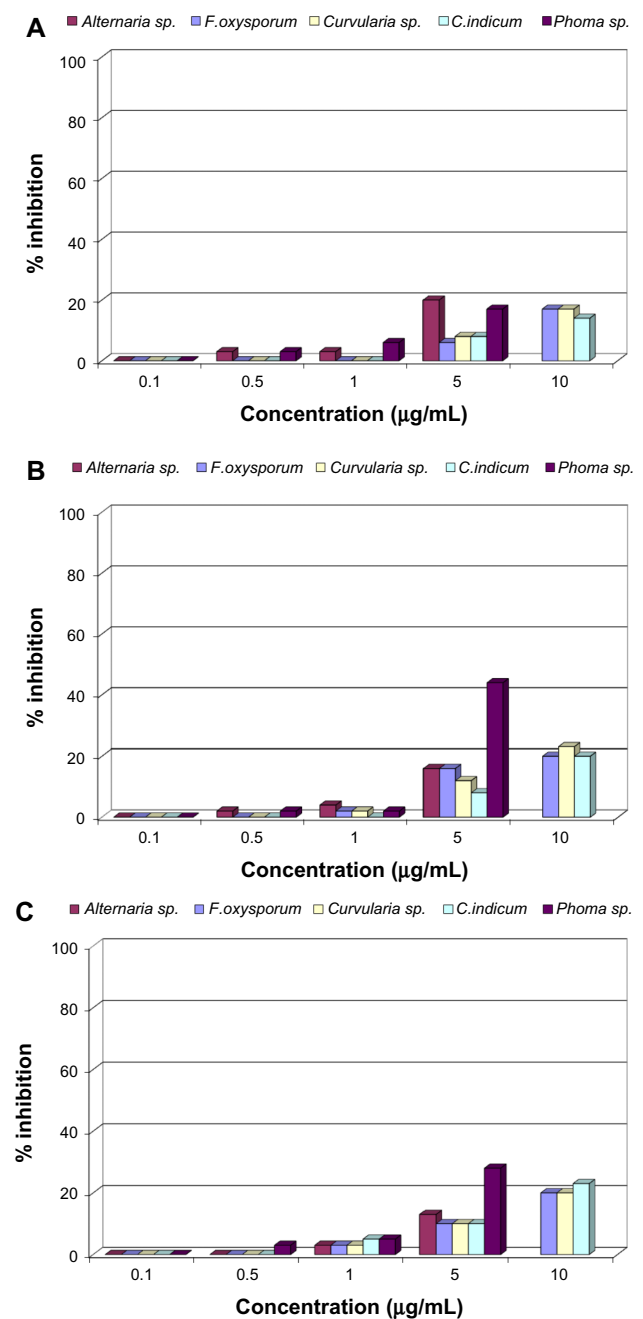 A
Alternaria sp. F.oxysporum Curvularia sp. C.indicum Phoma sp.
100
80
60
40
20
0
% inhibition
0.1 0.5 1 5 10
Concentration (µg/mL)
B
Alternaria sp. F.oxysporum Curvularia sp. C.indicum Phoma sp.
100
80
60
40
20
0
% inhibition
0.1 0.5 1 5 10
Concentration (µg/mL)
C
Alternaria sp. F.oxysporum Curvularia sp. C.indicum Phoma sp.
100
80
60
40
20
0
% inhibition
0.1 0.5 1 5 10
Concentration (µg/mL)